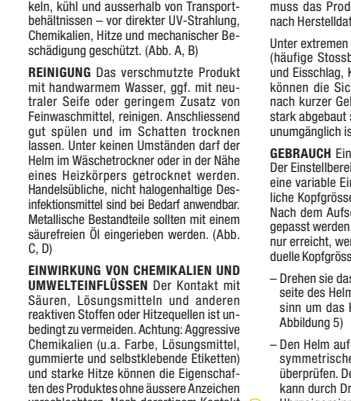 keln, kühl und ausserhalb von Transport-
behältnissen – vor direkter UV-Strahlung,
Chemikalien, Hitze und mechanischer Be-
schädigung geschützt. (Abb. A, B)
REINIGUNG Das verschmutzte Produkt
mit handwarmem Wasser, ggf. mit neu-
traler Seife oder geringem Zusatz von
Feinwaschmittel, reinigen. Anschliessend
gut spülen und im Schatten trocknen
lassen. Unter keinen Umständen darf der
Helm im Wäschetrockner oder in der Nähe
eines Heizkörpers getrocknet werden.
Handelsübliche, nicht halogenhaltige Des-
infektionsmittel sind bei Bedarf anwendbar.
Metallische Bestandteile sollten mit einem
säurefreien Öl eingerieben werden. (Abb.
C, D)
EINWIRKUNG VON CHEMIKALIEN UND
UMWELTEINFLÜSSEN Der Kontakt mit
Säuren, Lösungsmitteln und anderen
reaktiven Stoffen oder Hitzequellen ist un-
bedingt zu vermeiden. Achtung: Aggressive
Chemikalien (u.a. Farbe, Lösungsmittel,
gummierte und selbstklebende Etiketten)
und starke Hitze können die Eigenschaf-
ten des Produktes ohne äussere Anzeichen
muss das Prod
nach Herstelldat
Unter extremen
(häufige Stossb
und Eisschlag, K
können die Sic
nach kurzer Gel
stark abgebaut s
unumgänglich is
GEBRAUCH Ein
Der Einstellberei
eine variable Ein
liche Kopfgrösse
Nach dem Aufse
gepasst werden.
nur erreicht, wer
duelle Kopfgröss
– Drehen sie das
seite des Helm
sinn um das K
Abbildung 5)
– Den Helm auf
symmetrische
überprüfen. De
kann durch Dr